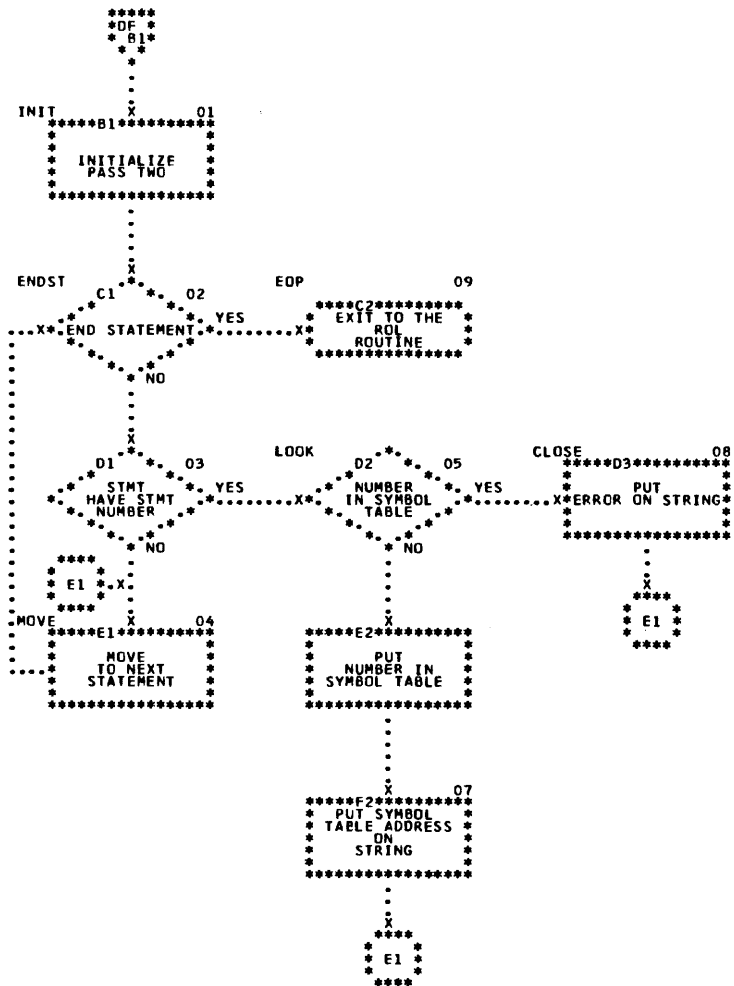 DF
B1
INIT 01
B1
INITIALIZE
PASS TWO
ENDST C1 02 EOP 09
C2
END STATEMENT YES EXIT TO THE
ROL
ROUTINE
NO
D1 03 LOOK D2 05 CLOSE 08
D3
STMT
HAVE STMT
NUMBER
YES
NUMBER
IN SYMBOL
TABLE
YES
PUT
ERROR ON STRING
NO
NO
E1
E1
MOVE 04
E1
MOVE
TO NEXT
STATEMENT
E2
PUT
NUMBER IN
SYMBOL TABLE
07
F2
PUT SYMBOL
TABLE ADDRESS
ON
STRING
E1